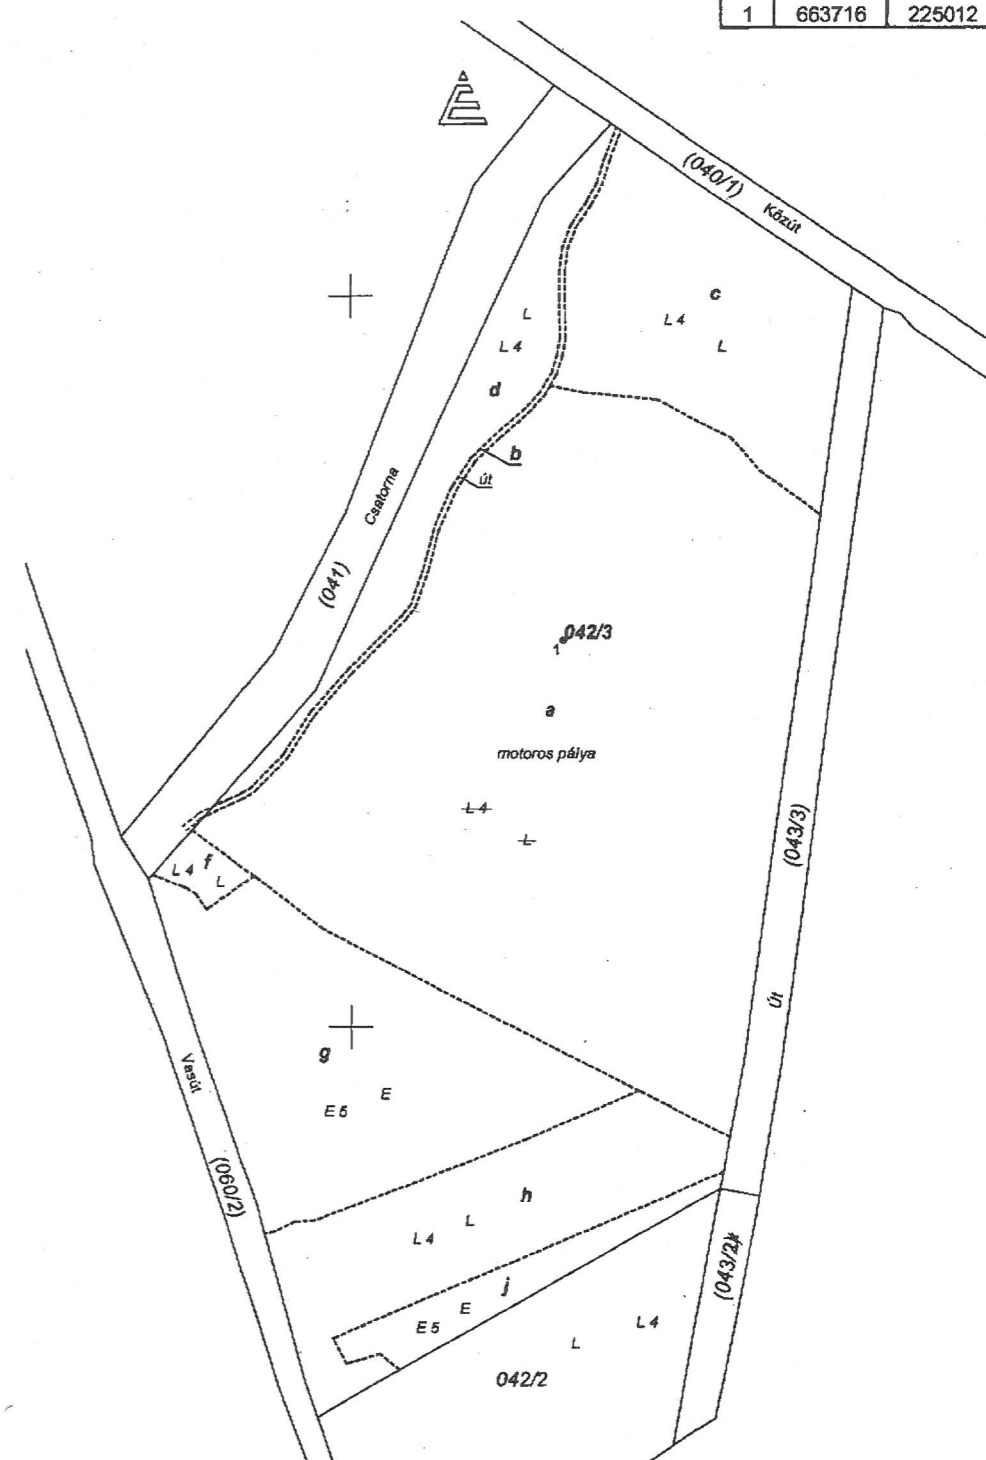 1 663716 225012
É
(040/1)
Közút
c
L 4
L
L
L 4
d
b
út
Csatorna
(041)
042/3
1
a
motoros pálya
L 4
L
(043/3)
Út
f
L 4
L
g
E
E 5
Vasút
(060/2)
h
L
L 4
(043/2)
j
E
E 5
L 4
L
042/2